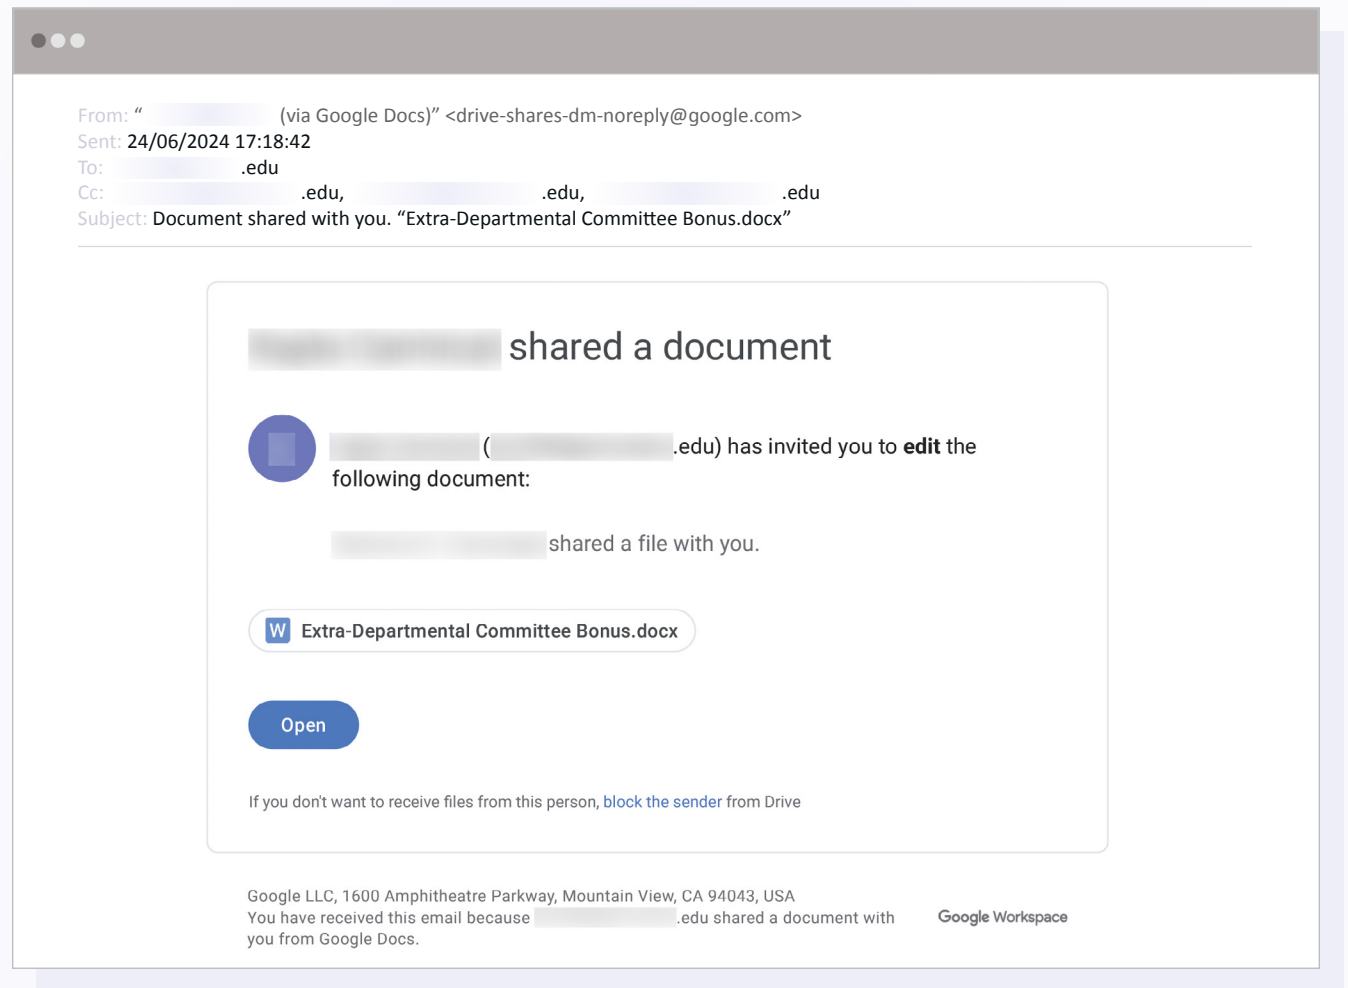 From: “ (via Google Docs)” <drive-shares-dm-noreply@google.com>
Sent: 24/06/2024 17:18:42
To: .edu
Cc: .edu, .edu, .edu
Subject: Document shared with you. “Extra-Departmental Committee Bonus.docx”
shared a document
( .edu) has invited you to edit the
following document:
shared a file with you.
W Extra-Departmental Committee Bonus.docx
Open
If you don't want to receive files from this person, block the sender from Drive
Google LLC, 1600 Amphitheatre Parkway, Mountain View, CA 94043, USA
You have received this email because .edu shared a document with
you from Google Docs.
Google Workspace